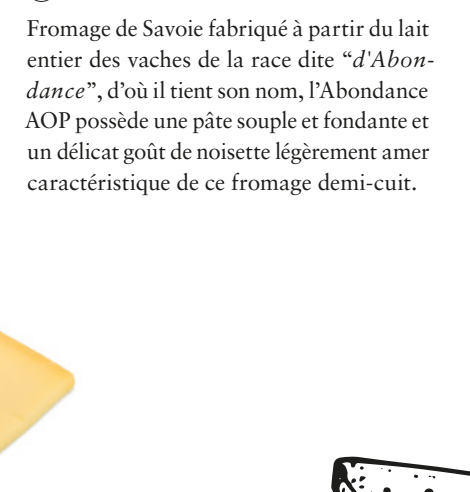 Fromage de Savoie fabriqué à partir du lait
entier des vaches de la race dite “d'Abon-
dance”, d’où il tient son nom, l’Abondance
AOP possède une pâte souple et fondante et
un délicat goût de noisette légèrement amer
caractéristique de ce fromage demi-cuit.